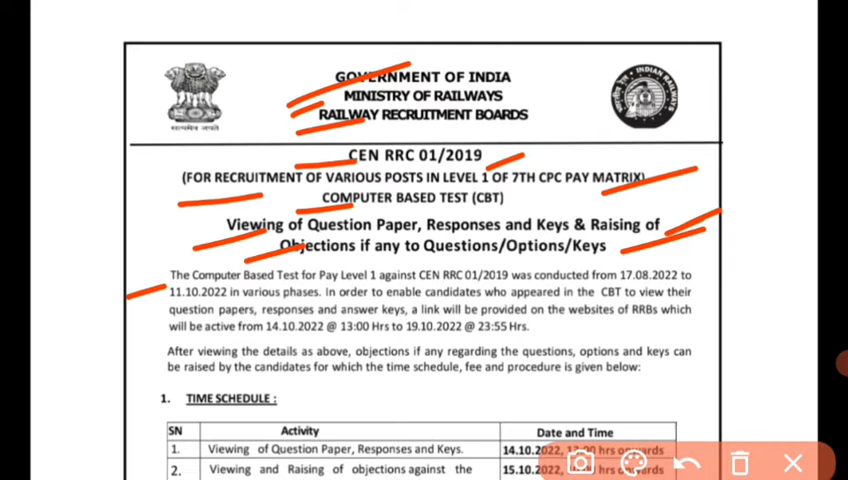 GOVERNMENT OF INDIA
MINISTRY OF RAILWAYS
RAILWAY RECRUITMENT BOARDS
सत्यमेव जयते
INDIAN RAILWAYS
भारतीय रेल
CEN RRC 01/2019
(FOR RECRUITMENT OF VARIOUS POSTS IN LEVEL 1 OF 7TH CPC PAY MATRIX)
COMPUTER BASED TEST (CBT)
Viewing of Question Paper, Responses and Keys & Raising of
Objections if any to Questions/Options/Keys
The Computer Based Test for Pay Level 1 against CEN RRC 01/2019 was conducted from 17.08.2022 to
11.10.2022 in various phases. In order to enable candidates who appeared in the CBT to view their
question papers, responses and answer keys, a link will be provided on the websites of RRBs which
will be active from 14.10.2022 @ 13:00 Hrs to 19.10.2022 @ 23:55 Hrs.
After viewing the details as above, objections if any regarding the questions, options and keys can
be raised by the candidates for which the time schedule, fee and procedure is given below:
1. TIME SCHEDULE :
SN Activity Date and Time
1. Viewing of Question Paper, Responses and Keys. 14.10.2022, hrs onwards
2. Viewing and Raising of objections against the 15.10.2022, hrs onwards